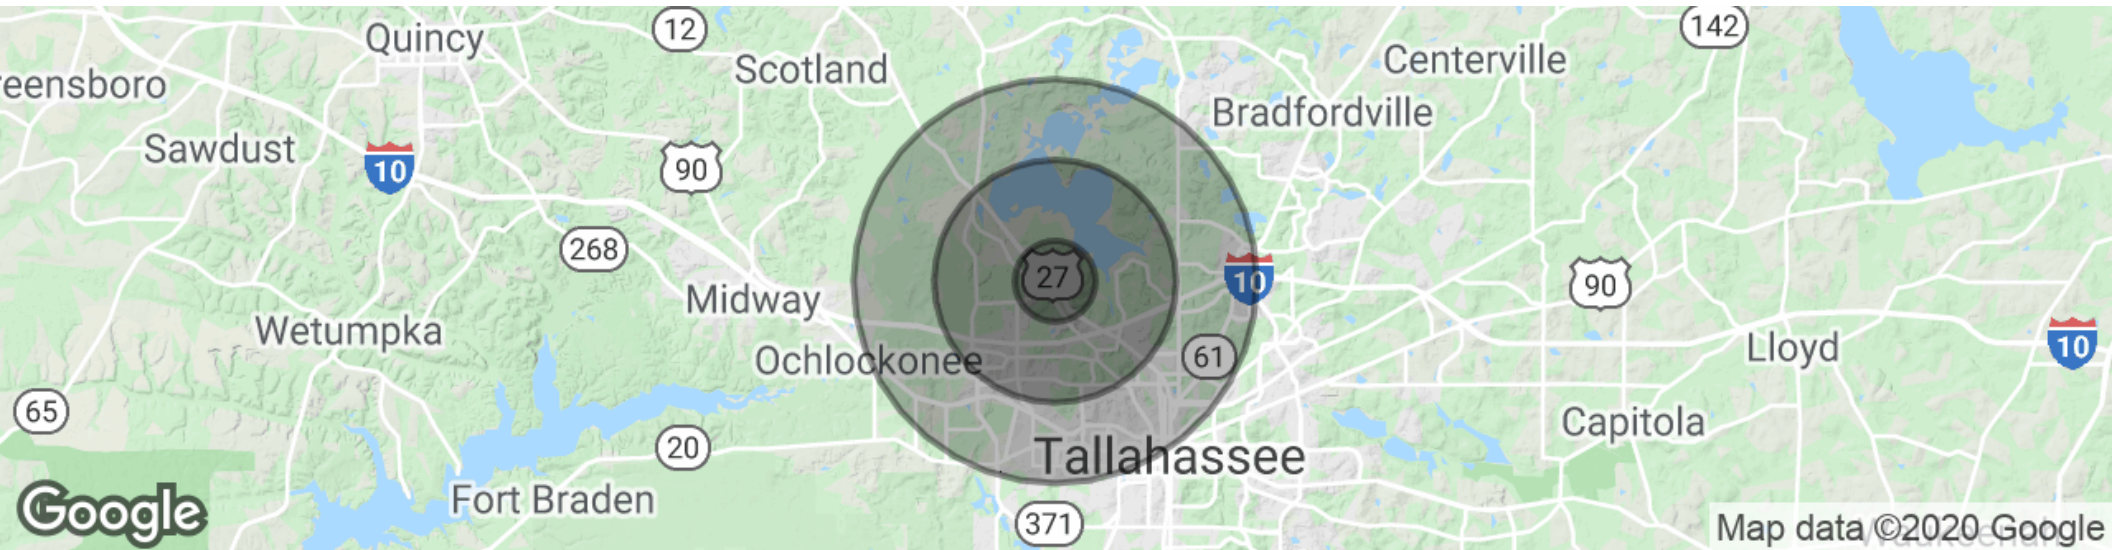 12
142
Quincy
Scotland
Centerville
reensboro
Bradfordville
Sawdust
10
90
268
27
10
90
Midway
Wetumpka
Ochlockonee
61
Lloyd
10
65
Capitola
20
Tallahassee
Fort Braden
Google
371
Map data ©2020 Google